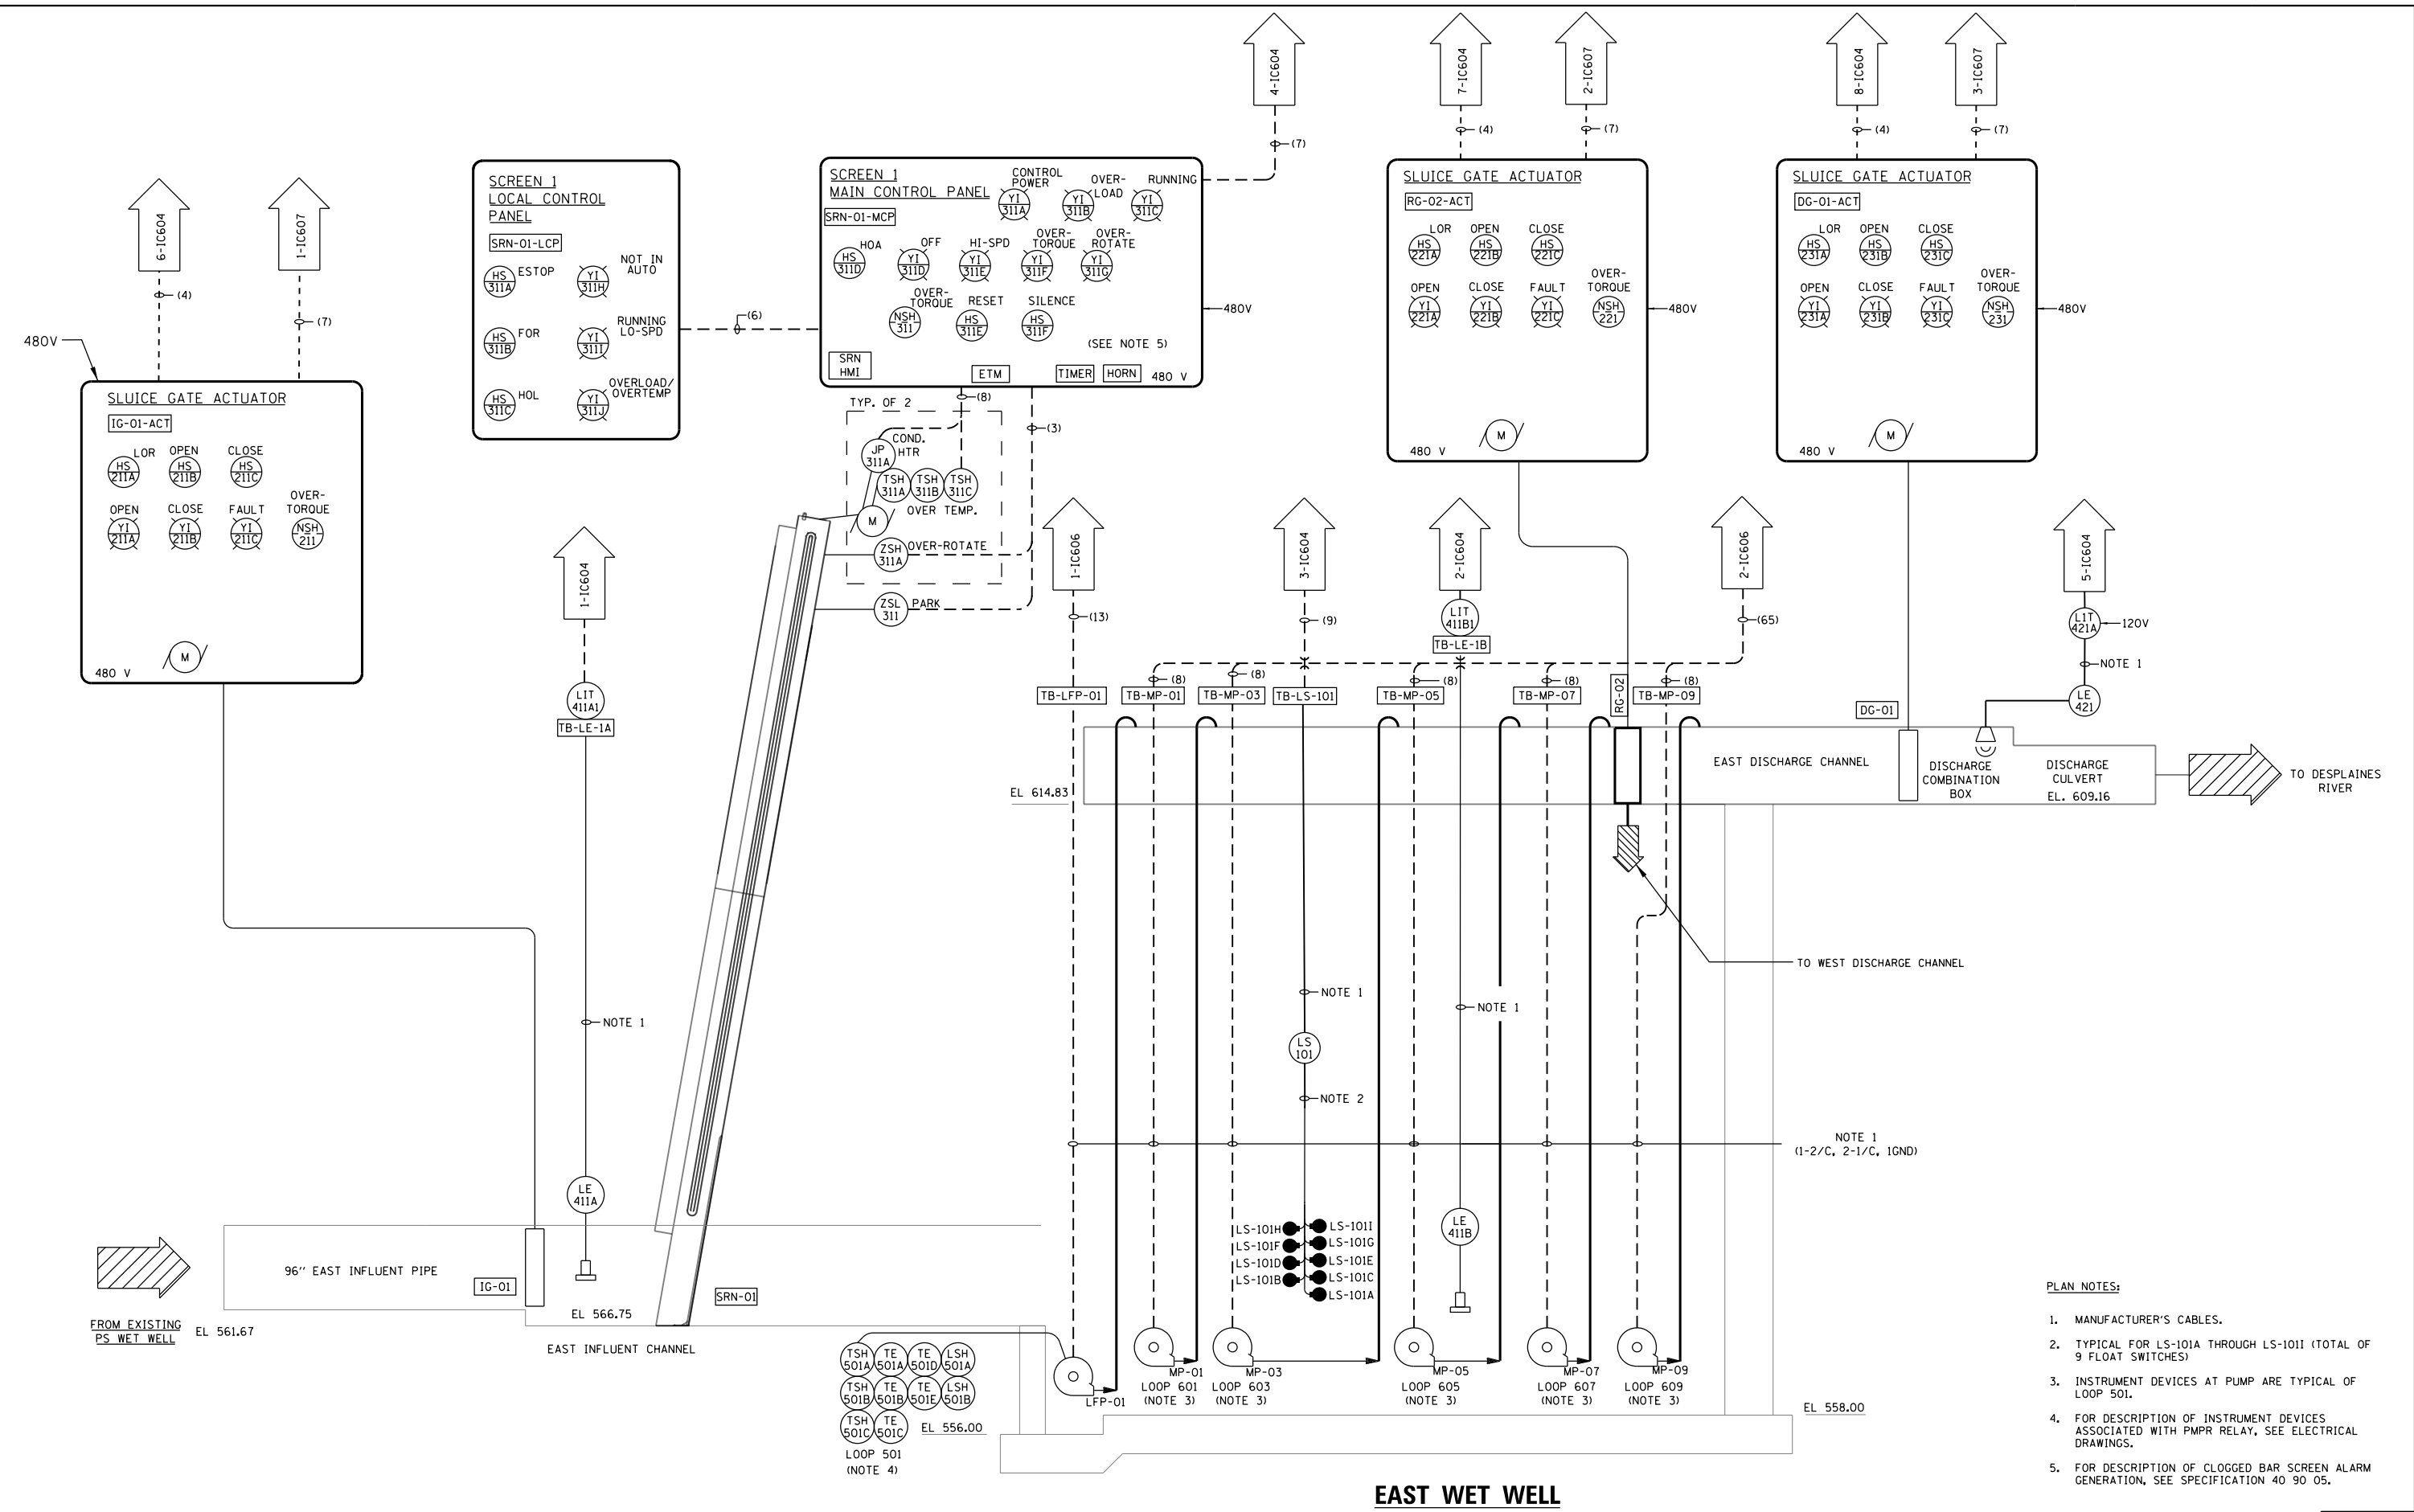 4-IC604
7-IC604
2-IC607
8-IC604
3-IC607
(4)
(7)
(4)
(7)
(7)
6-IC604
1-IC607
(4)
(7)
480V
SLUICE GATE ACTUATOR
IG-01-ACT
LOR
OPEN
CLOSE
HS
211A
HS
211B
HS
211C
OVER-
TORQUE
OPEN
CLOSE
FAULT
YI
211A
YI
211B
YI
211C
NSH
211
M
480 V
SCREEN 1
LOCAL CONTROL
PANEL
SRN-01-LCP
HS
311A
ESTOP
YI
311H
NOT IN
AUTO
HS
311B
FOR
YI
311I
RUNNING
LO-SPD
HS
311C
HOL
YI
311J
OVERLOAD/
OVERTEMP
(6)
SCREEN 1
MAIN CONTROL PANEL
SRN-01-MCP
CONTROL
POWER
YI
311A
OVER-
LOAD
YI
311B
RUNNING
YI
311C
HOA
HS
311D
OFF
YI
311D
HI-SPD
YI
311E
OVER-
TORQUE
YI
311F
OVER-
ROTATE
YI
311G
OVER-
TORQUE
NSH
311
RESET
HS
311E
SILENCE
HS
311F
(SEE NOTE 5)
SRN
HMI
ETM
TIMER
HORN
480 V
480V
SLUICE GATE ACTUATOR
RG-02-ACT
LOR
OPEN
CLOSE
HS
221A
HS
221B
HS
221C
OVER-
TORQUE
OPEN
CLOSE
FAULT
YI
221A
YI
221B
YI
221C
NSH
221
480V
M
480 V
SLUICE GATE ACTUATOR
DG-01-ACT
LOR
OPEN
CLOSE
HS
231A
HS
231B
HS
231C
OVER-
TORQUE
OPEN
CLOSE
FAULT
YI
231A
YI
231B
YI
231C
NSH
231
480V
M
480 V
TYP. OF 2
(8)
(3)
COND.
HTR
JP
311A
TSH
311A
TSH
311B
TSH
311C
OVER TEMP.
M
ZSH
311A
OVER-ROTATE
ZSL
311
PARK
1-IC604
LIT
411A1
TB-LE-1A
NOTE 1
LE
411A
1-IC606
(13)
TB-LFP-01
3-IC604
(9)
2-IC604
LIT
411B1
TB-LE-1B
2-IC606
(65)
5-IC604
LIT
421A
120V
NOTE 1
LE
421
(8)
(8)
(8)
(8)
(8)
TB-MP-01
TB-MP-03
TB-LS-101
TB-MP-05
TB-MP-07
RG-02
TB-MP-09
DG-01
EAST DISCHARGE CHANNEL
DISCHARGE
COMBINATION
BOX
DISCHARGE
CULVERT
EL. 609.16
TO DESPLAINES
RIVER
EL 614.83
TO WEST DISCHARGE CHANNEL
NOTE 1
NOTE 1
LS
101
NOTE 2
NOTE 1
(1-2/C, 2-1/C, 1GND)
LS-101H
LS-101I
LS-101F
LS-101G
LS-101D
LS-101E
LS-101B
LS-101C
LS-101A
LE
411B
FROM EXISTING
PS WET WELL
96" EAST INFLUENT PIPE
IG-01
EL 561.67
EL 566.75
SRN-01
EAST INFLUENT CHANNEL
TSH
501A
TE
501A
TE
501D
LSH
501A
TSH
501B
TE
501B
TE
501E
LSH
501B
TSH
501C
TE
501C
EL 556.00
LOOP 501
(NOTE 4)
LFP-01
MP-01
LOOP 601
(NOTE 3)
MP-03
LOOP 603
(NOTE 3)
MP-05
LOOP 605
(NOTE 3)
MP-07
LOOP 607
(NOTE 3)
MP-09
LOOP 609
(NOTE 3)
EL 558.00
EAST WET WELL
PLAN NOTES:
1. MANUFACTURER'S CABLES.
2. TYPICAL FOR LS-101A THROUGH LS-101I (TOTAL OF
9 FLOAT SWITCHES)
3. INSTRUMENT DEVICES AT PUMP ARE TYPICAL OF
LOOP 501.
4. FOR DESCRIPTION OF INSTRUMENT DEVICES
ASSOCIATED WITH PMPR RELAY, SEE ELECTRICAL
DRAWINGS.
5. FOR DESCRIPTION OF CLOGGED BAR SCREEN ALARM
GENERATION, SEE SPECIFICATION 40 90 05.